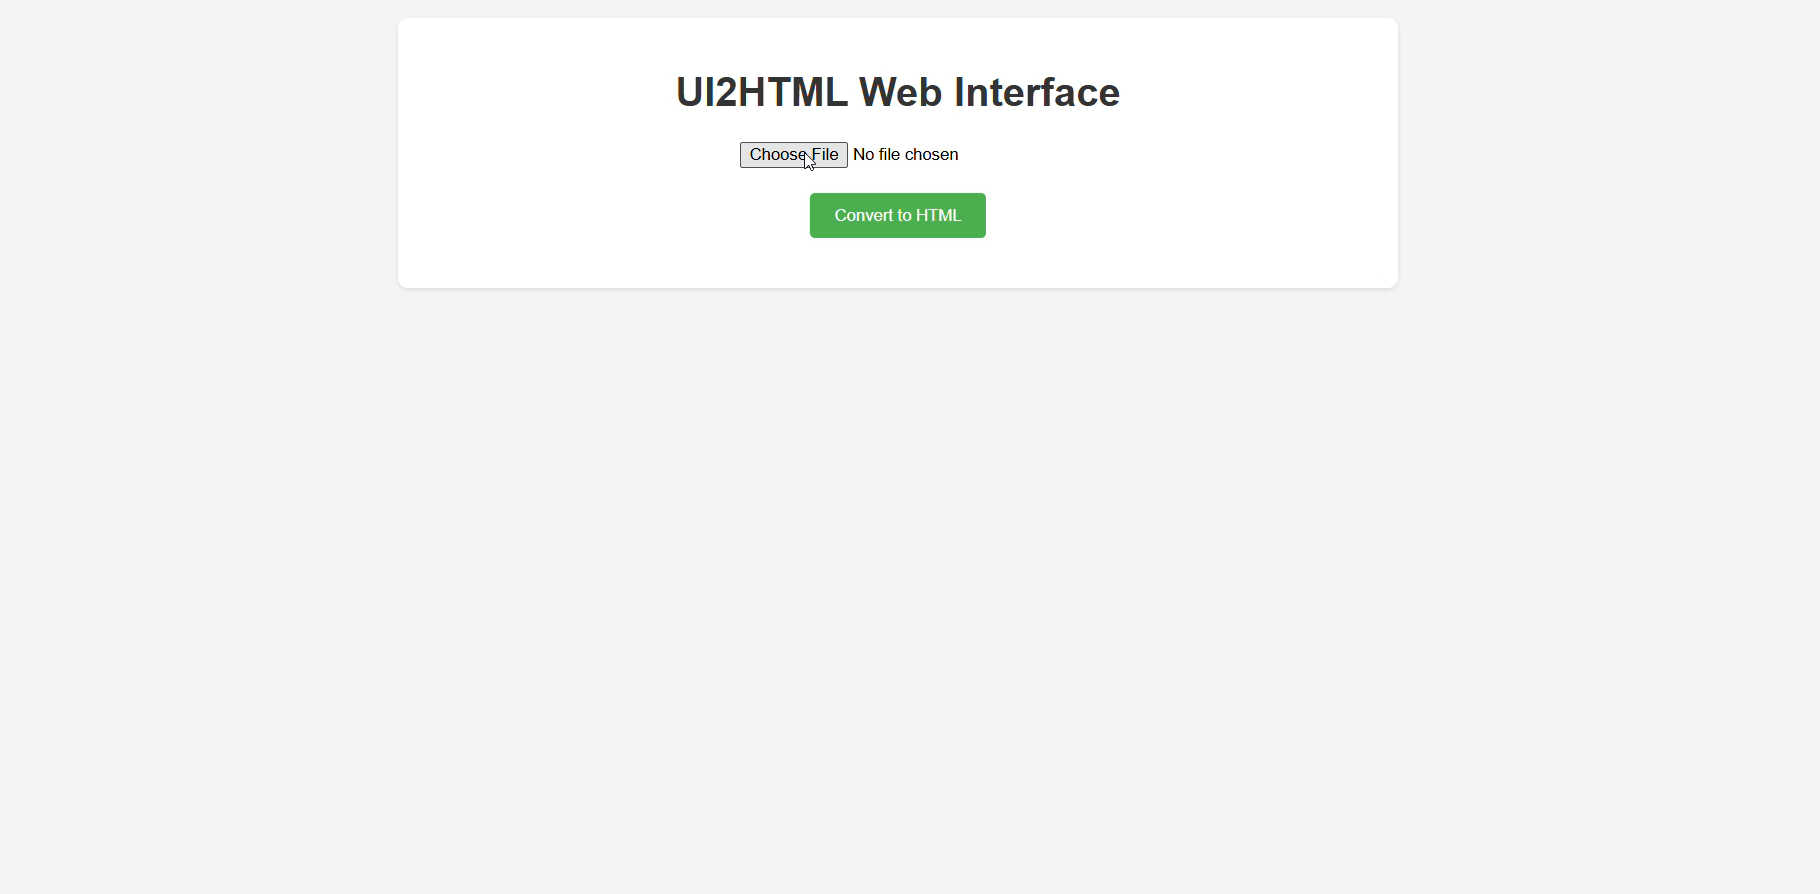 UI2HTML Web Interface
Choose File No file chosen
Convert to HTML